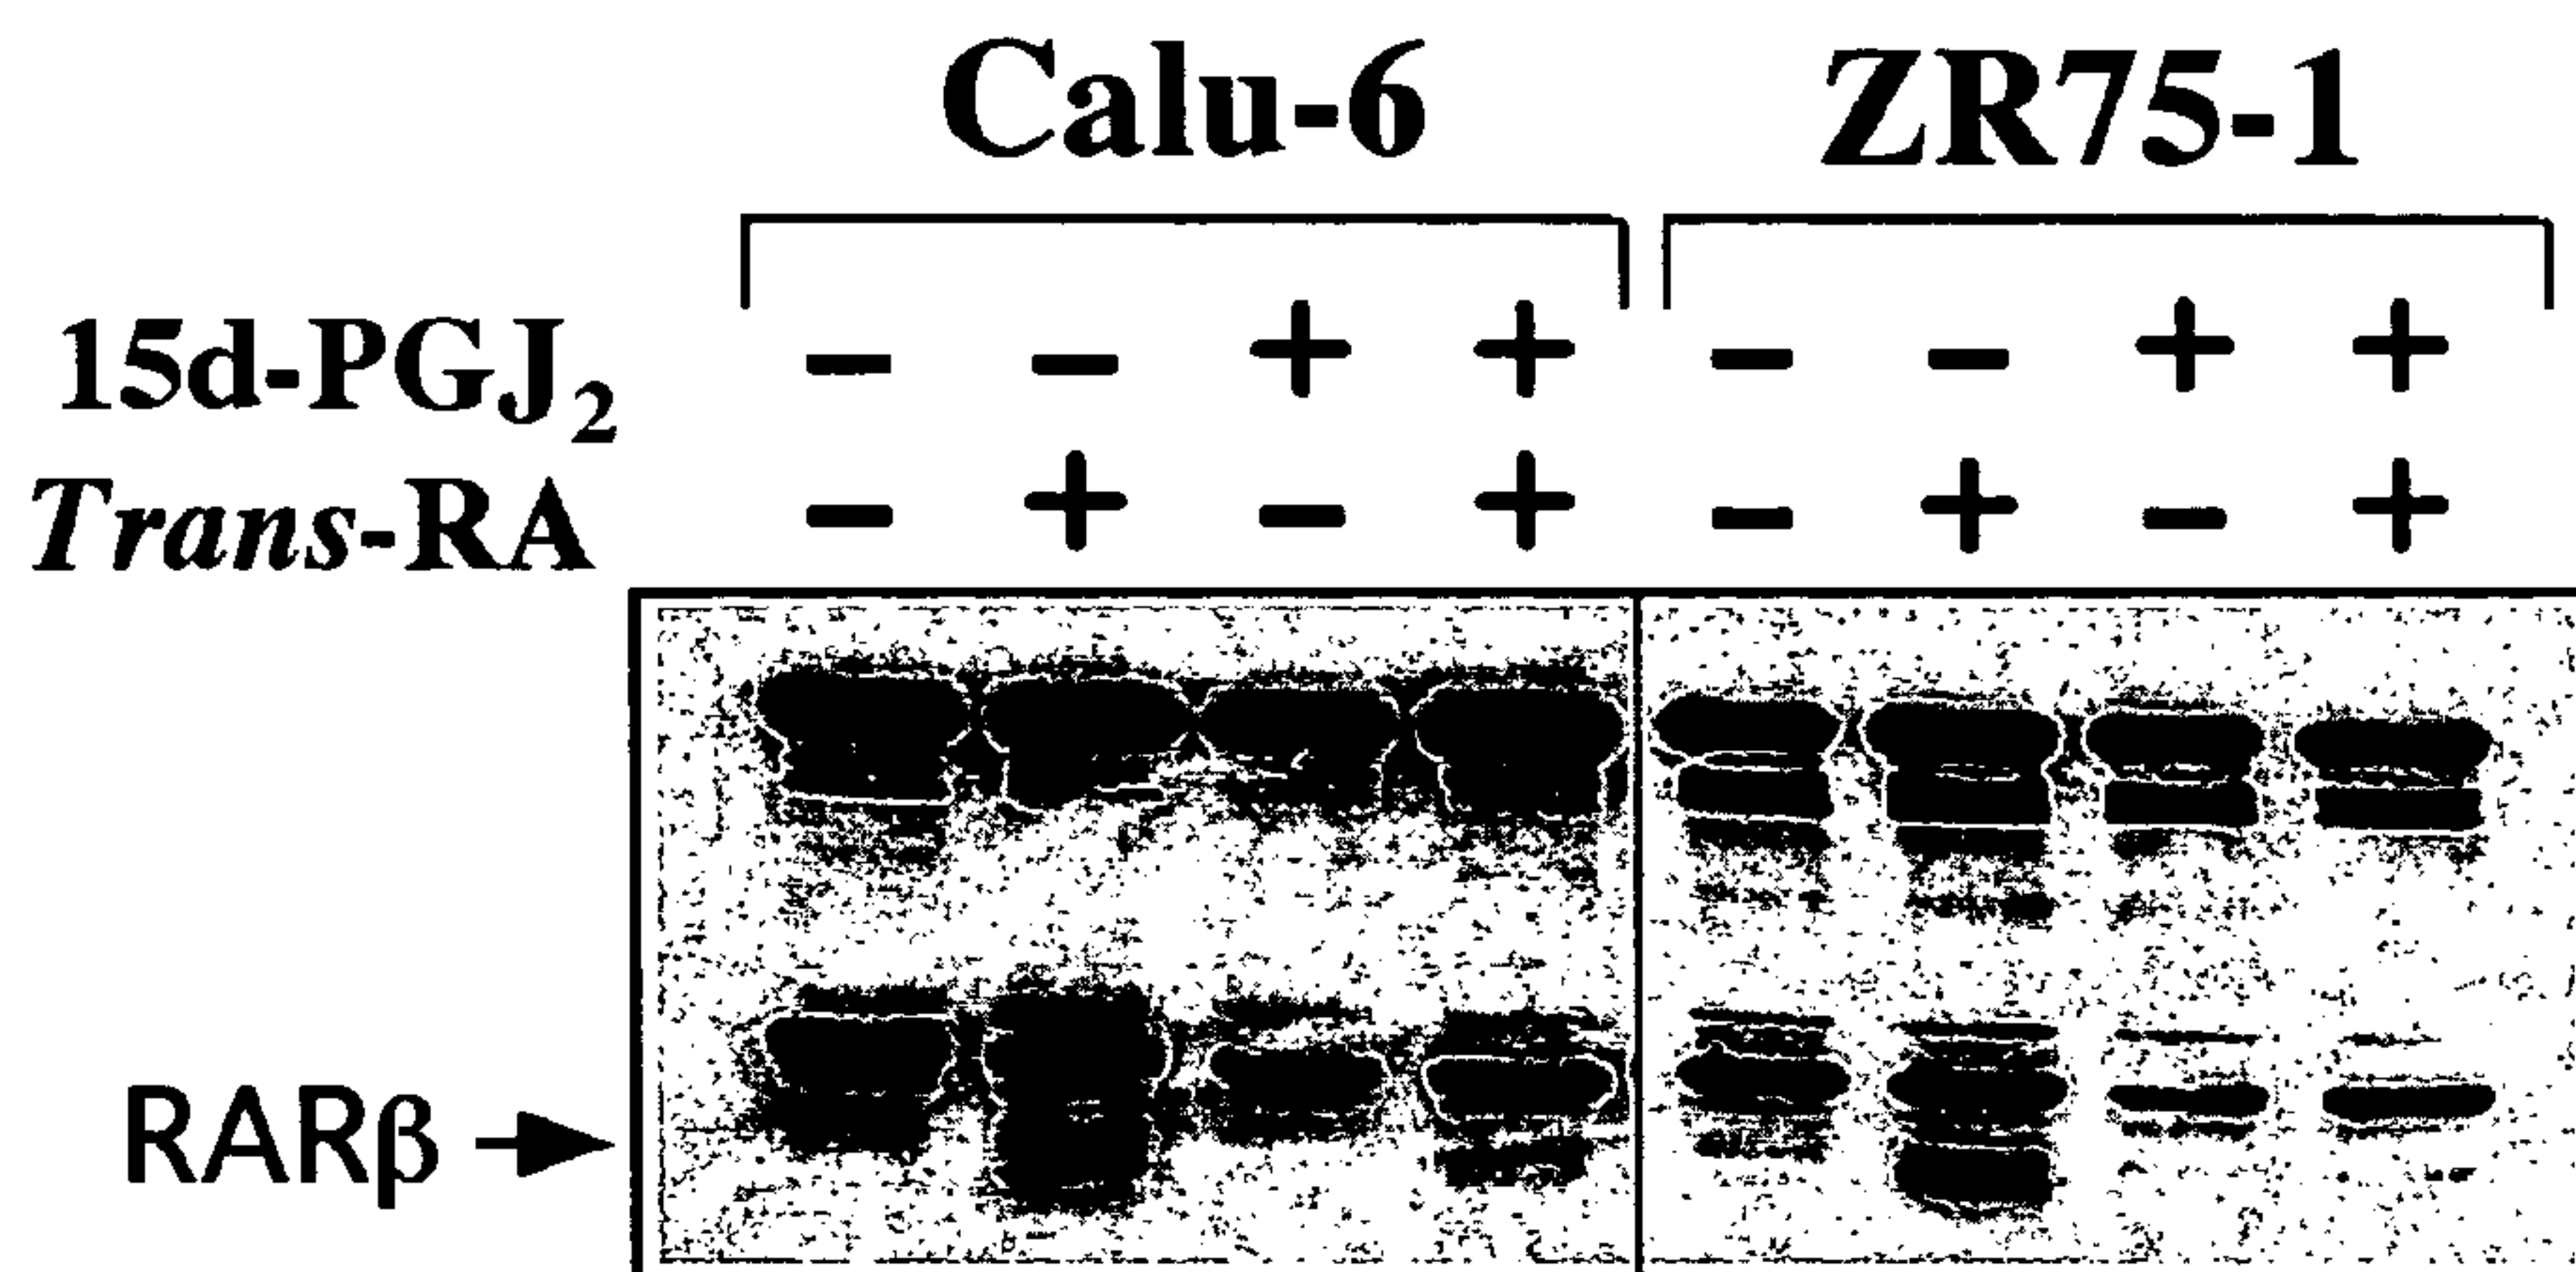 Calu-6 ZR75-1
15d-PGJ₂ – – + + – – + +
Trans-RA – + – + – + – +
RARβ